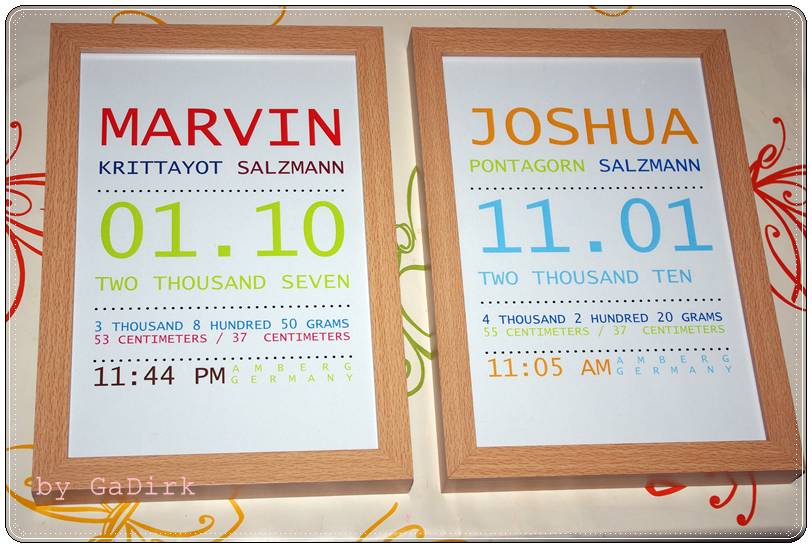 MARVIN
KRITTAYOT SALZMANN
01.10
TWO THOUSAND SEVEN
3 THOUSAND 8 HUNDRED 50 GRAMS
53 CENTIMETERS / 37 CENTIMETERS
11:44 PM
AMBERG
GERMANY
JOSHUA
PONTAGORN SALZMANN
11.01
TWO THOUSAND TEN
4 THOUSAND 2 HUNDRED 20 GRAMS
55 CENTIMETERS / 37 CENTIMETERS
11:05 AM
AMBERG
GERMANY
by GaDirk